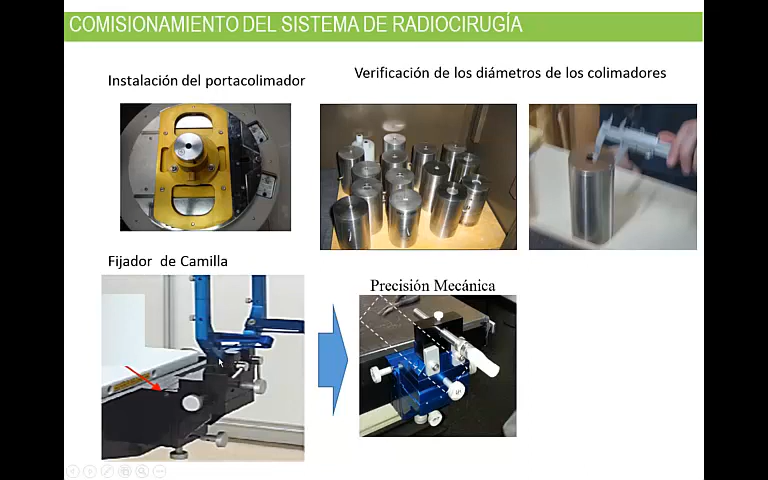 COMISIONAMIENTO DEL SISTEMA DE RADIOCIRUGÍA
Instalación del portacolimador
Verificación de los diámetros de los colimadores
Fijador de Camilla
Precisión Mecánica